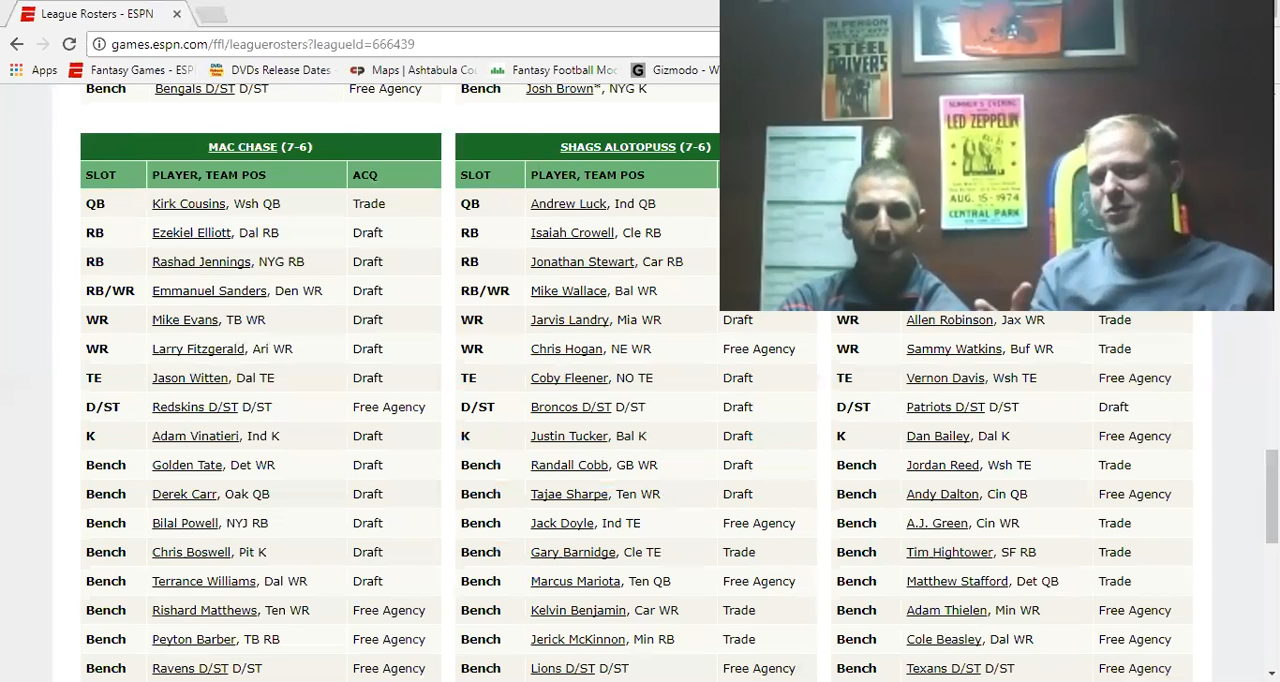 League Rosters - ESPN
games.espn.com/ffl/leaguerosters?leagueId=666439
Apps Fantasy Games - ESP DVDs Release Dates Maps | Ashtabula Cou Fantasy Football Moc Gizmodo - W
Bench Bengals D/ST D/ST Free Agency Bench Josh Brown*, NYG K
MAC CHASE (7-6) SHAGS ALOTOPUSS (7-6)
SLOT PLAYER, TEAM POS ACQ SLOT PLAYER, TEAM POS
QB Kirk Cousins, Wsh QB Trade QB Andrew Luck, Ind QB
RB Ezekiel Elliott, Dal RB Draft RB Isaiah Crowell, Cle RB
RB Rashad Jennings, NYG RB Draft RB Jonathan Stewart, Car RB
RB/WR Emmanuel Sanders, Den WR Draft RB/WR Mike Wallace, Bal WR
WR Mike Evans, TB WR Draft WR Jarvis Landry, Mia WR Draft WR Allen Robinson, Jax WR Trade
WR Larry Fitzgerald, Ari WR Draft WR Chris Hogan, NE WR Free Agency WR Sammy Watkins, Buf WR Trade
TE Jason Witten, Dal TE Draft TE Coby Fleener, NO TE Draft TE Vernon Davis, Wsh TE Free Agency
D/ST Redskins D/ST D/ST Free Agency D/ST Broncos D/ST D/ST Draft D/ST Patriots D/ST D/ST Draft
K Adam Vinatieri, Ind K Draft K Justin Tucker, Bal K Draft K Dan Bailey, Dal K Free Agency
Bench Golden Tate, Det WR Draft Bench Randall Cobb, GB WR Draft Bench Jordan Reed, Wsh TE Trade
Bench Derek Carr, Oak QB Draft Bench Tajae Sharpe, Ten WR Draft Bench Andy Dalton, Cin QB Free Agency
Bench Bilal Powell, NYJ RB Draft Bench Jack Doyle, Ind TE Free Agency Bench A.J. Green, Cin WR Trade
Bench Chris Boswell, Pit K Draft Bench Gary Barnidge, Cle TE Trade Bench Tim Hightower, SF RB Trade
Bench Terrance Williams, Dal WR Draft Bench Marcus Mariota, Ten QB Free Agency Bench Matthew Stafford, Det QB Trade
Bench Rishard Matthews, Ten WR Free Agency Bench Kelvin Benjamin, Car WR Trade Bench Adam Thielen, Min WR Free Agency
Bench Peyton Barber, TB RB Free Agency Bench Jerick McKinnon, Min RB Trade Bench Cole Beasley, Dal WR Free Agency
Bench Ravens D/ST D/ST Free Agency Bench Lions D/ST D/ST Free Agency Bench Texans D/ST D/ST Free Agency
IN PERSON
STEEL
DRIVERS
SUMMER'S EVENING
LED ZEPPELIN
AUG. 15 - 1974
CENTRAL PARK